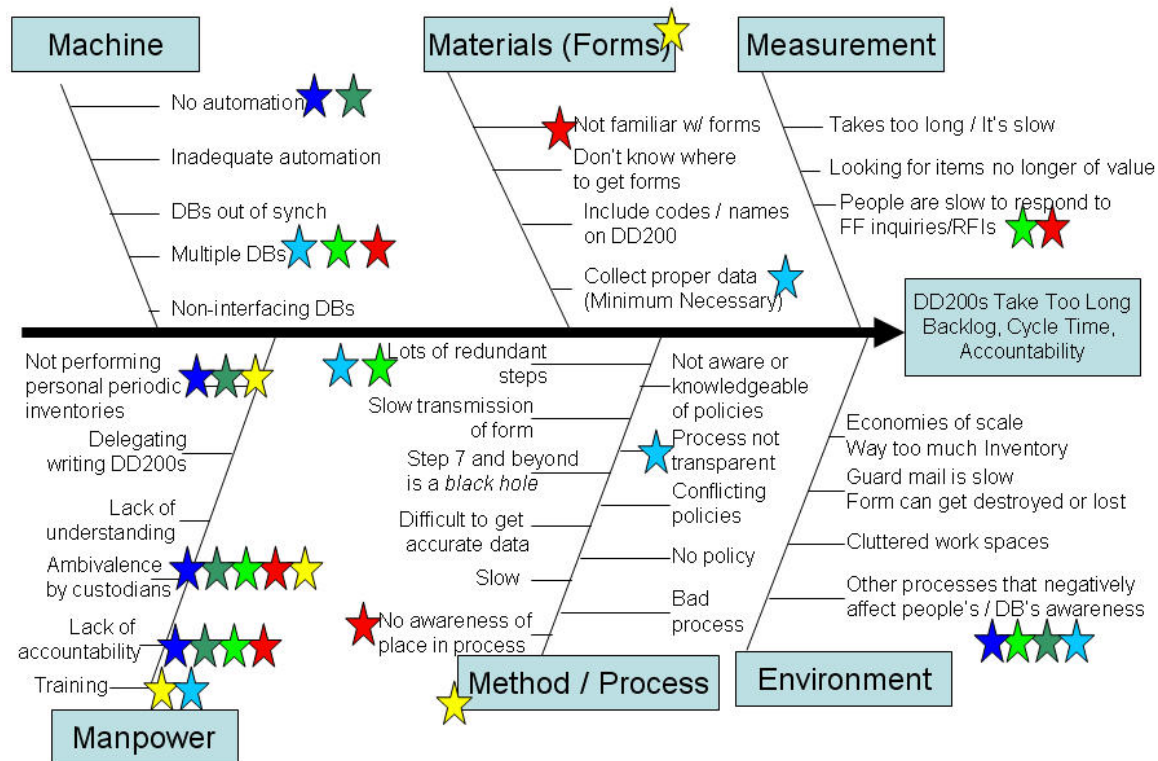 Machine
Materials (Forms)
Measurement
No automation
Inadequate automation
DBs out of synch
Multiple DBs
Non-interfacing DBs
Not familiar w/ forms
Don't know where
to get forms
Include codes / names
on DD200
Collect proper data
(Minimum Necessary)
Takes too long / It's slow
Looking for items no longer of value
People are slow to respond to
FF inquiries/RFIs
DD200s Take Too Long
Backlog, Cycle Time,
Accountability
Not performing
personal periodic
inventories
Delegating
writing DD200s
Lack of
understanding
Ambivalence
by custodians
Lack of
accountability
Training
Manpower
Lots of redundant
steps
Slow transmission
of form
Step 7 and beyond
is a black hole
Difficult to get
accurate data
Slow
No awareness of
place in process
Not aware or
knowledgeable
of policies
Process not
transparent
Conflicting
policies
No policy
Bad
process
Method / Process
Economies of scale
Way too much Inventory
Guard mail is slow
Form can get destroyed or lost
Cluttered work spaces
Other processes that negatively
affect people's / DB's awareness
Environment